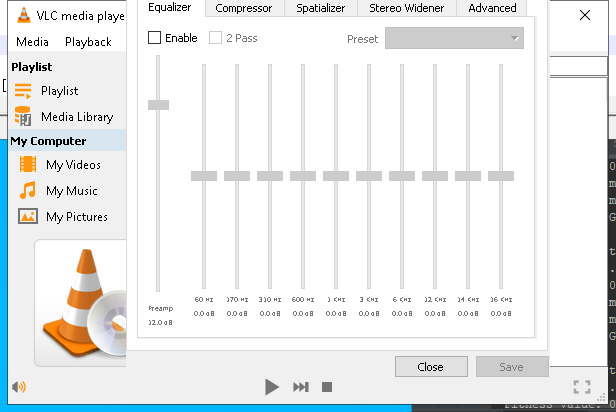 VLC media playe
Media Playback
Playlist
Playlist
Media Library
My Computer
My Videos
My Music
My Pictures
Equalizer Compressor Spatializer Stereo Widener Advanced
Enable 2 Pass Preset
60 Hz 170 Hz 310 Hz 600 Hz 1 KHz 3 KHz 6 KHz 12 KHz 14 KHz 16 KHz
0.0 dB 0.0 dB 0.0 dB 0.0 dB 0.0 dB 0.0 dB 0.0 dB 0.0 dB 0.0 dB 0.0 dB
Preamp
12.0 dB
Close Save
fitness value: 0